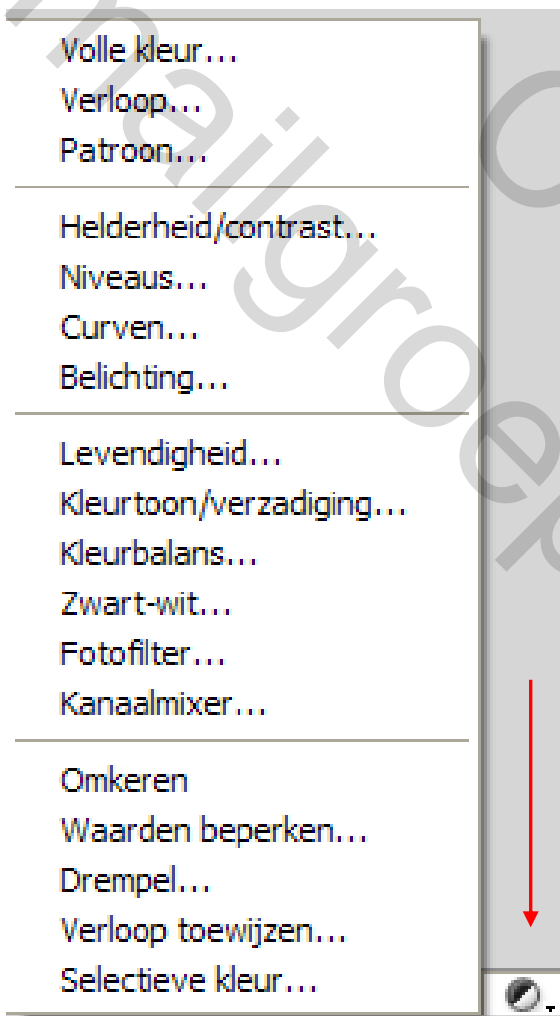 Volle kleur...
Verloop...
Patroon...
Helderheid/contrast...
Niveaus...
Curven...
Belichting...
Levendigheid...
Kleurtoon/verzadiging...
Kleurbalans...
Zwart-wit...
Fotofilter...
Kanaalmixer...
Omkeren
Waarden beperken...
Drempel...
Verloop toewijzen...
Selectieve kleur...
mailgroep